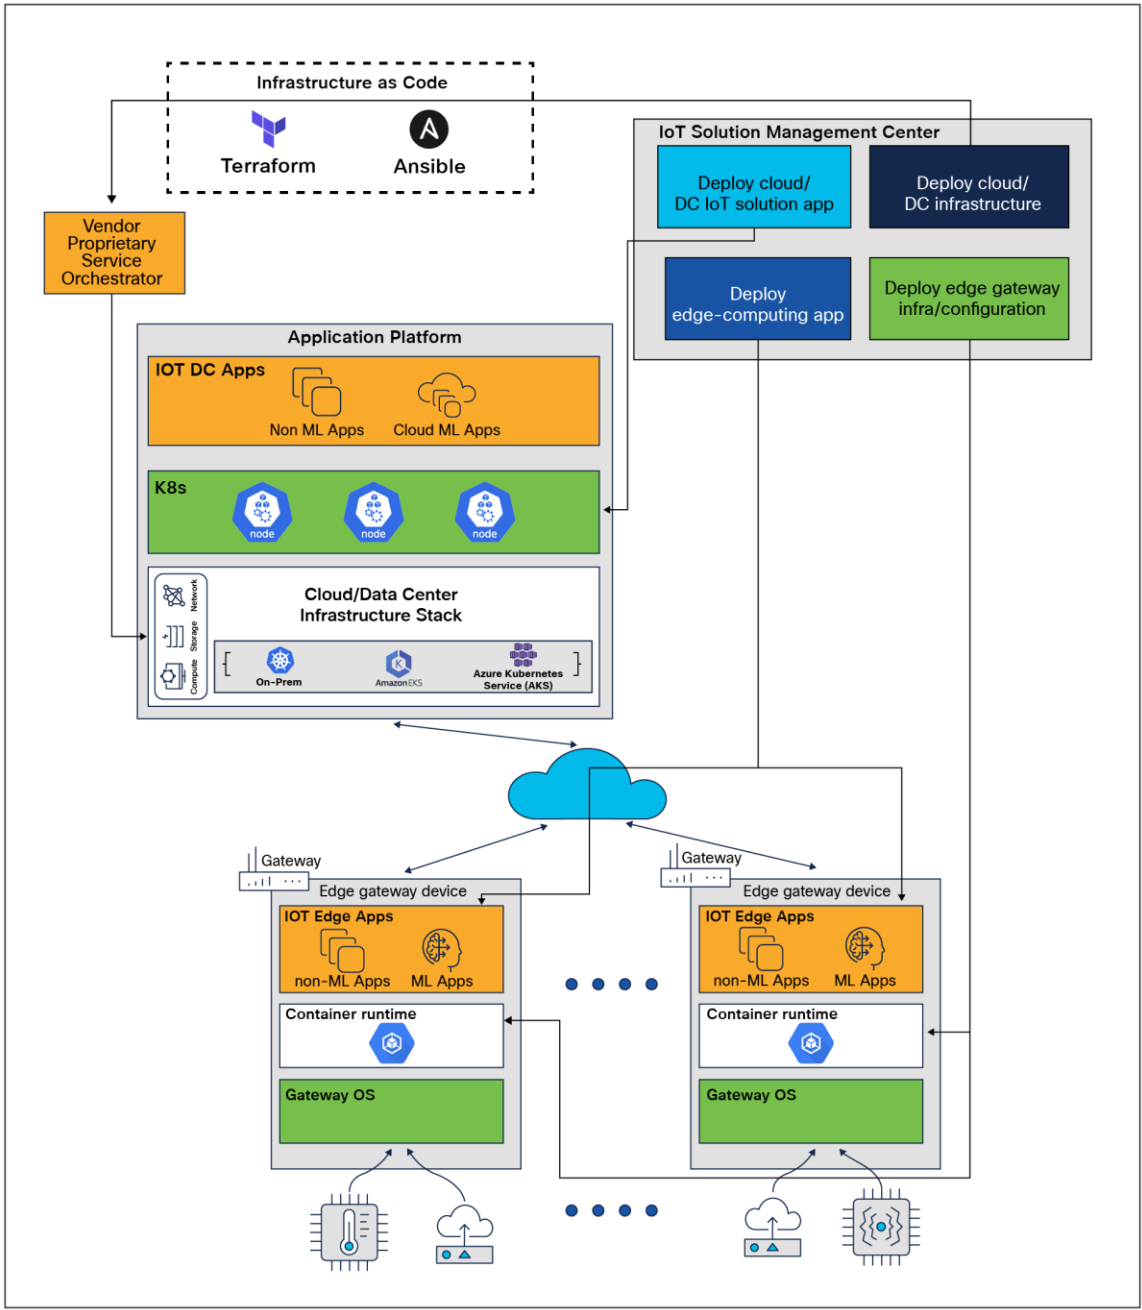 Infrastructure as Code
Terraform
Ansible
IoT Solution Management Center
Deploy cloud/
DC IoT solution app
Deploy cloud/
DC infrastructure
Deploy
edge-computing app
Deploy edge gateway
infra/configuration
Vendor
Proprietary
Service
Orchestrator
Application Platform
IOT DC Apps
Non ML Apps
Cloud ML Apps
K8s
node
node
node
Network
Storage
Compute
Cloud/Data Center
Infrastructure Stack
On-Prem
Amazon EKS
Azure Kubernetes
Service (AKS)
Gateway
Edge gateway device
IOT Edge Apps
non-ML Apps
ML Apps
Container runtime
Gateway OS
Gateway
Edge gateway device
IOT Edge Apps
non-ML Apps
ML Apps
Container runtime
Gateway OS